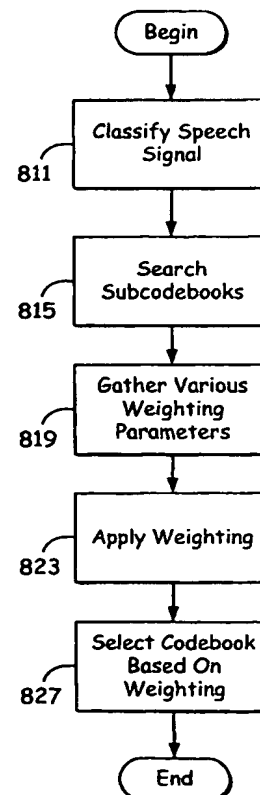 Begin
Classify Speech
Signal
811
Search
Subcodebooks
815
Gather Various
Weighting
Parameters
819
Apply Weighting
823
Select Codebook
Based On
Weighting
827
End